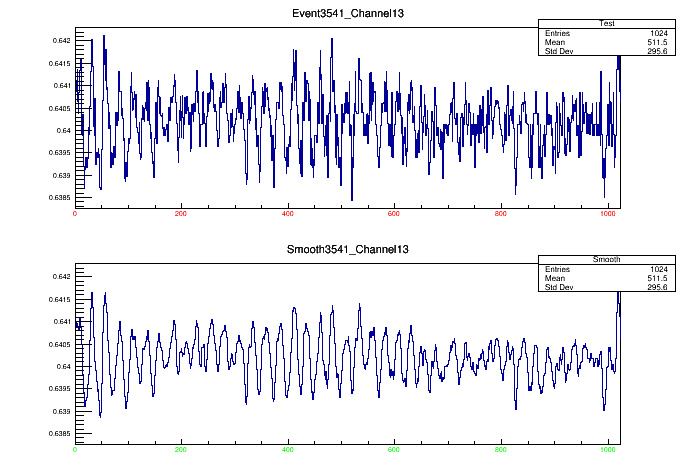 Event3541_Channel13
Test
Entries 1024
Mean 511.5
Std Dev 295.6
0.642
0.6415
0.641
0.6405
0.64
0.6395
0.639
0.6385
0 200 400 600 800 1000
Smooth3541_Channel13
Smooth
Entries 1024
Mean 511.5
Std Dev 295.6
0.642
0.6415
0.641
0.6405
0.64
0.6395
0.639
0.6385
0 200 400 600 800 1000